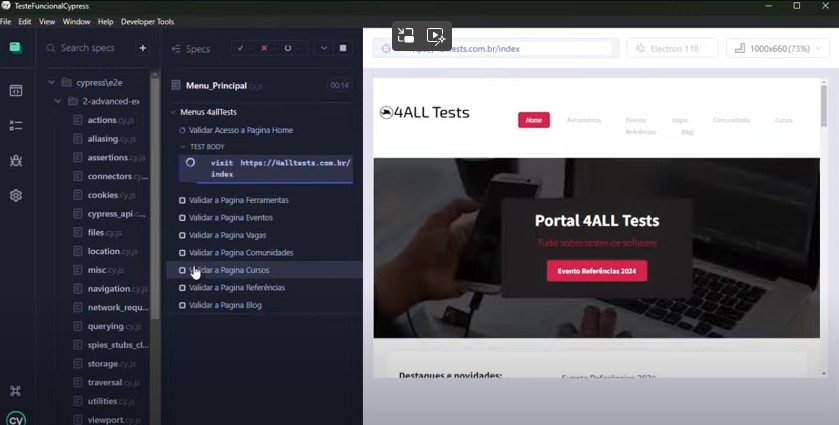 TesteFuncionalCypress
File Edit View Window Help Developer Tools
Search specs
+
cypress\e2e
2-advanced-ex
actions.cy.js
aliasing.cy.js
assertions.cy.js
connectors.cy....
cookies.cy.js
cypress_api.c...
files.cy.js
location.cy.js
misc.cy.js
navigation.cy.js
network_requ...
querying.cy.js
spies_stubs_cl...
storage.cy.js
traversal.cy.js
utilities.cy.js
viewport.cy.js
cy
Specs
Menu_Principal.cy.js 00:14
Menus 4allTests
Validar Acesso a Pagina Home
TEST BODY
visit https://4alltests.com.br/
index
Validar a Pagina Ferramentas
Validar a Pagina Eventos
Validar a Pagina Vagas
Validar a Pagina Comunidades
Validar a Pagina Cursos
Validar a Pagina Referências
Validar a Pagina Blog
tests.com.br/index
Electron 118
1000x660 (73%)
4ALL Tests
Home Ferramentas Eventos Vagas Comunidades Cursos
Referências Blog
Portal 4ALL Tests
Tudo sobre testes de software
Evento Referências 2024
Destaques e novidades:
Evento Referências 2024